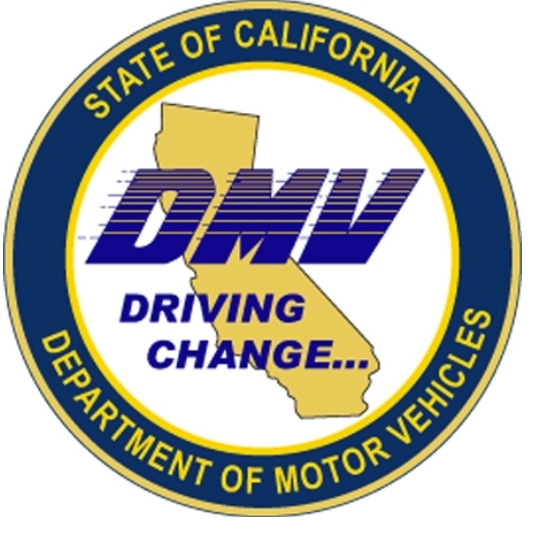 STATE OF CALIFORNIA
DMV
DRIVING
CHANGE...
DEPARTMENT OF MOTOR VEHICLES